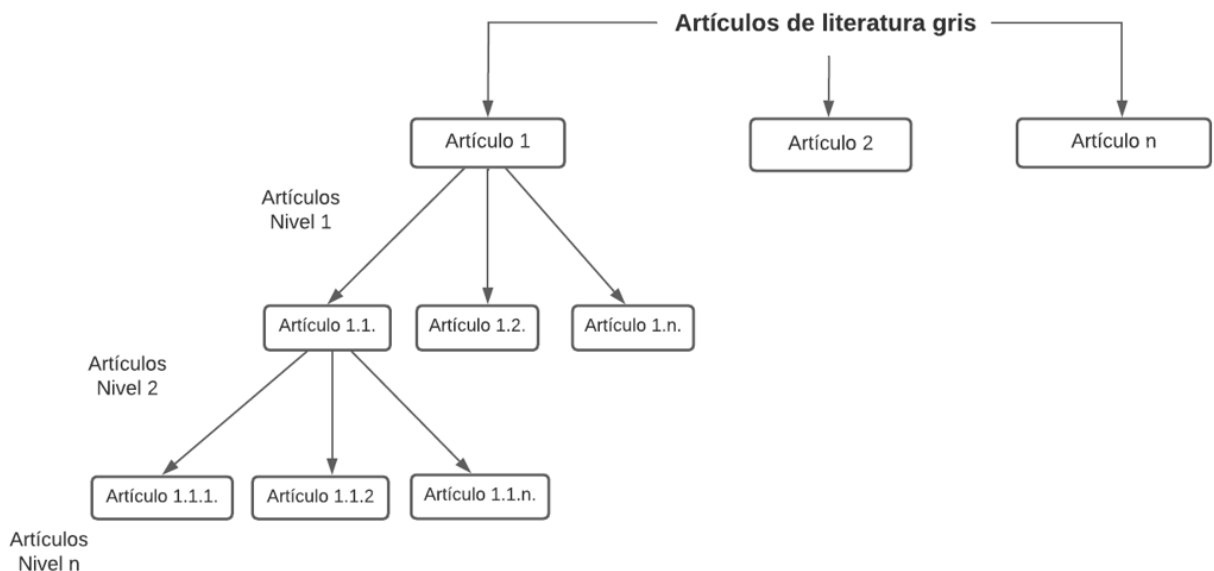 Artículos de literatura gris
Artículo 1
Artículo 2
Artículo n
Artículos
Nivel 1
Artículo 1.1.
Artículo 1.2.
Artículo 1.n.
Artículos
Nivel 2
Artículo 1.1.1.
Artículo 1.1.2
Artículo 1.1.n.
Artículos
Nivel n